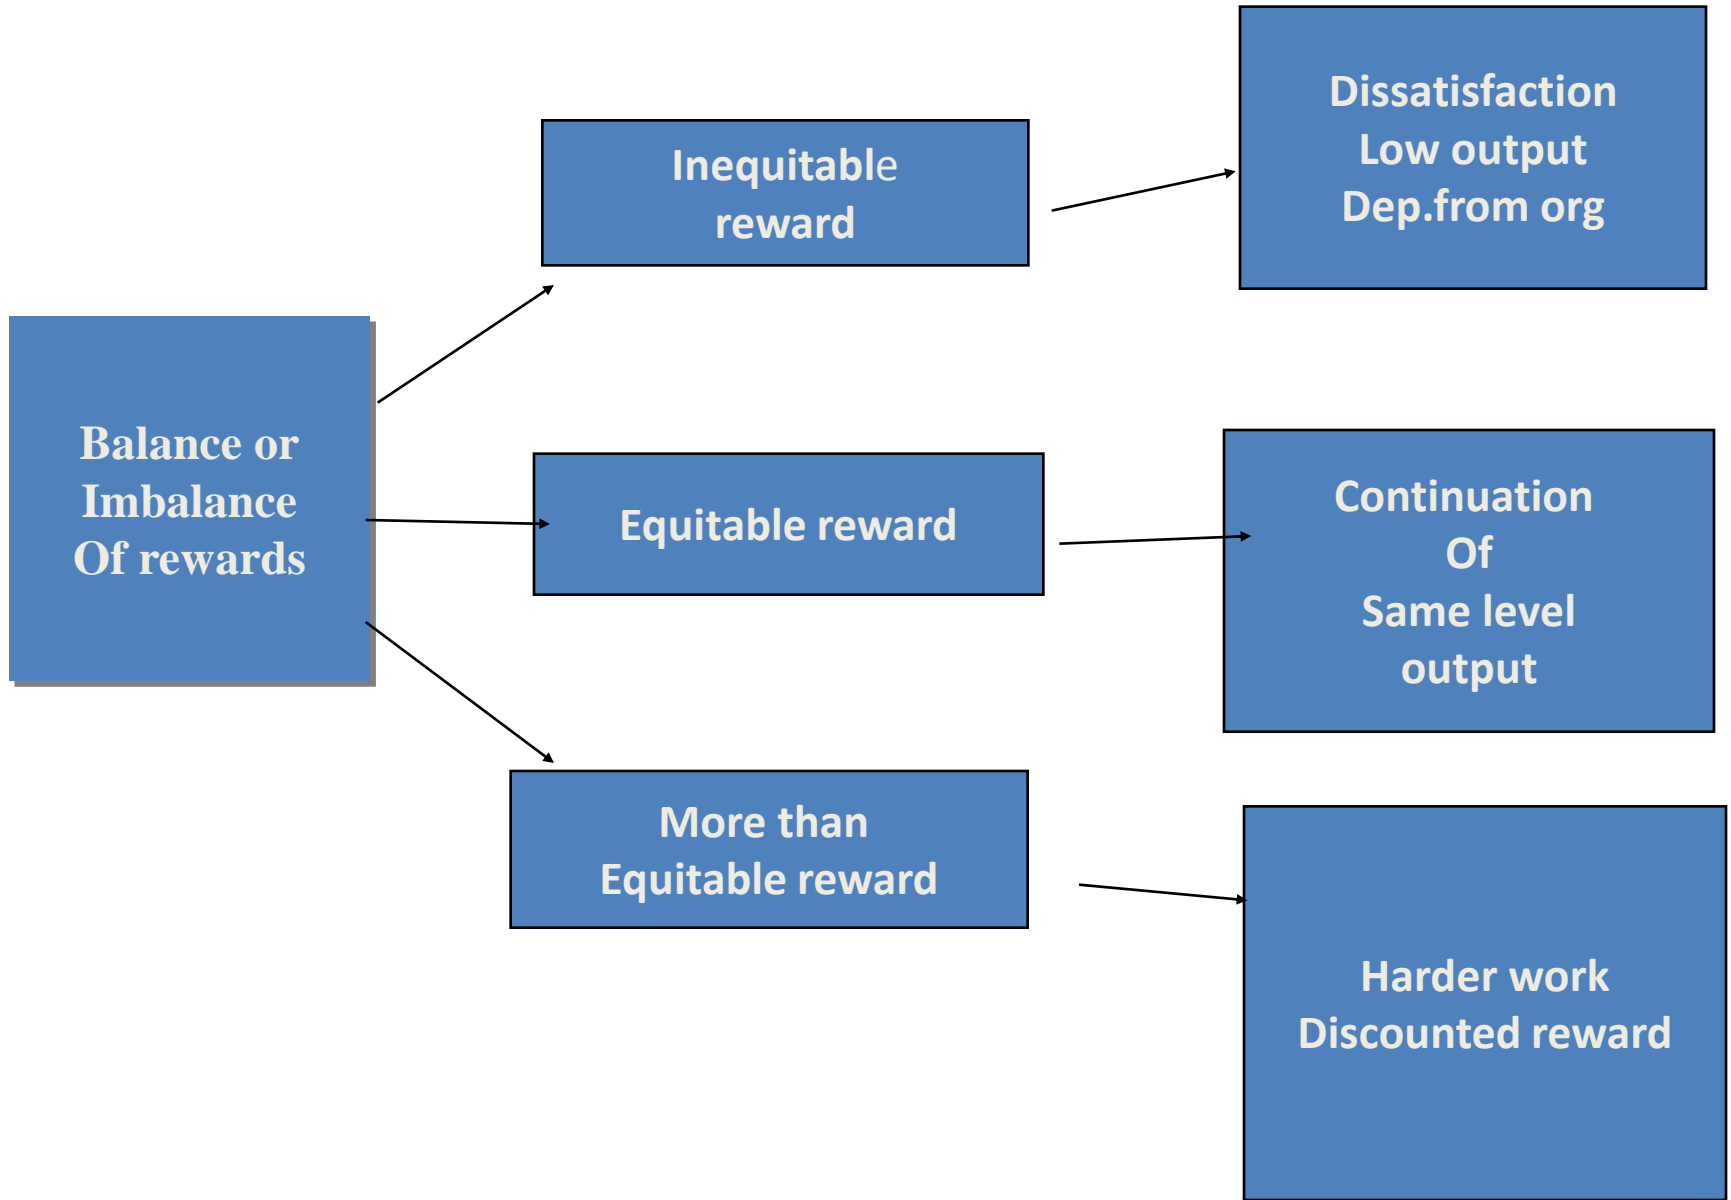 Balance or
Imbalance
Of rewards
Inequitable
reward
Dissatisfaction
Low output
Dep.from org
Equitable reward
Continuation
Of
Same level
output
More than
Equitable reward
Harder work
Discounted reward